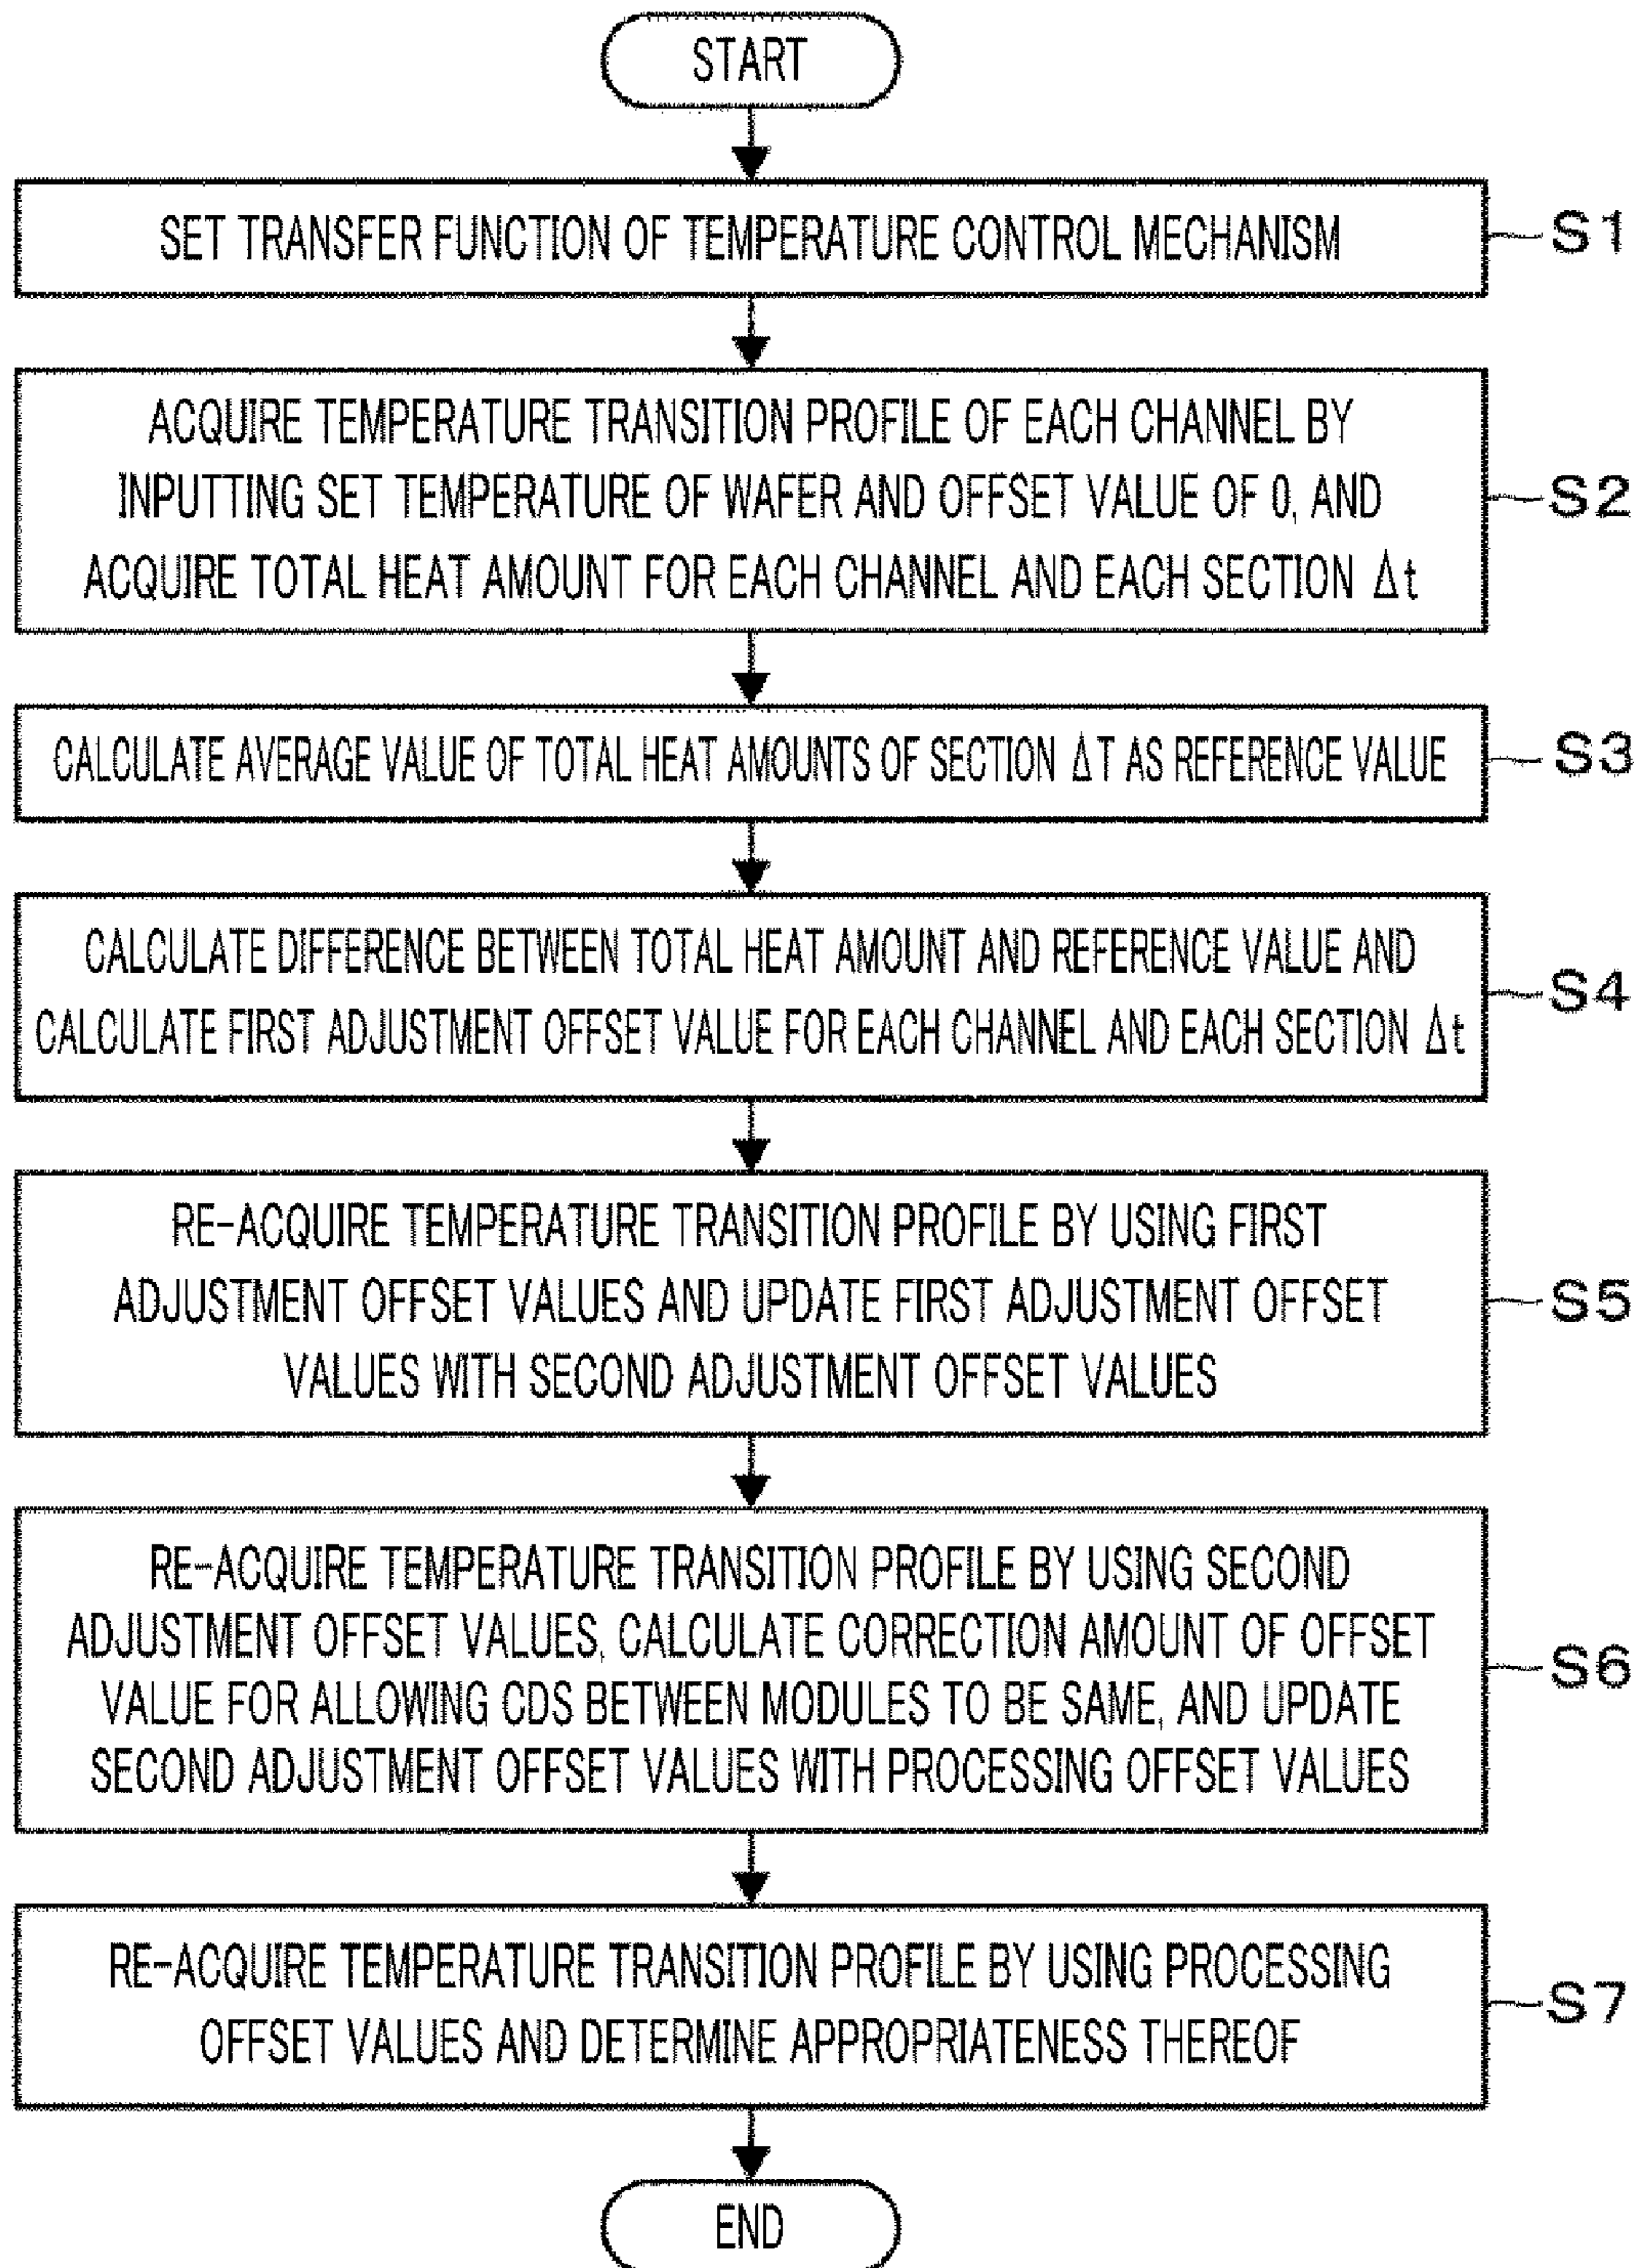 START
SET TRANSFER FUNCTION OF TEMPERATURE CONTROL MECHANISM
S1
ACQUIRE TEMPERATURE TRANSITION PROFILE OF EACH CHANNEL BY
INPUTTING SET TEMPERATURE OF WAFER AND OFFSET VALUE OF 0, AND
ACQUIRE TOTAL HEAT AMOUNT FOR EACH CHANNEL AND EACH SECTION Δt
S2
CALCULATE AVERAGE VALUE OF TOTAL HEAT AMOUNTS OF SECTION ΔT AS REFERENCE VALUE
S3
CALCULATE DIFFERENCE BETWEEN TOTAL HEAT AMOUNT AND REFERENCE VALUE AND
CALCULATE FIRST ADJUSTMENT OFFSET VALUE FOR EACH CHANNEL AND EACH SECTION Δt
S4
RE-ACQUIRE TEMPERATURE TRANSITION PROFILE BY USING FIRST
ADJUSTMENT OFFSET VALUES AND UPDATE FIRST ADJUSTMENT OFFSET
VALUES WITH SECOND ADJUSTMENT OFFSET VALUES
S5
RE-ACQUIRE TEMPERATURE TRANSITION PROFILE BY USING SECOND
ADJUSTMENT OFFSET VALUES, CALCULATE CORRECTION AMOUNT OF OFFSET
VALUE FOR ALLOWING CDS BETWEEN MODULES TO BE SAME, AND UPDATE
SECOND ADJUSTMENT OFFSET VALUES WITH PROCESSING OFFSET VALUES
S6
RE-ACQUIRE TEMPERATURE TRANSITION PROFILE BY USING PROCESSING
OFFSET VALUES AND DETERMINE APPROPRIATENESS THEREOF
S7
END